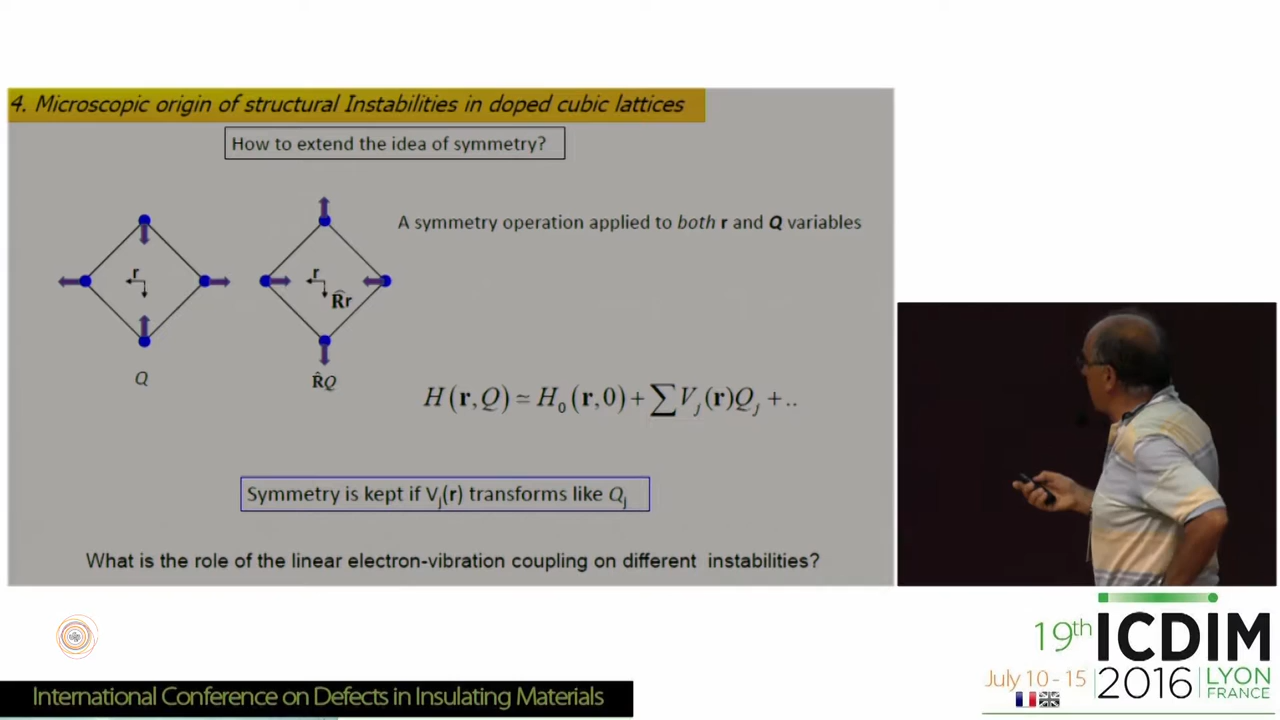 4. Microscopic origin of structural Instabilities in doped cubic lattices
How to extend the idea of symmetry?
A symmetry operation applied to both r and Q variables
r
r
R̂r
Q
R̂Q
H(r,Q) ≃ H₀(r,0) + ∑Vⱼ(r)Qⱼ + ..
Symmetry is kept if Vⱼ(r) transforms like Qⱼ
What is the role of the linear electron-vibration coupling on different instabilities?
19th ICDIM
July 10 - 15 2016 LYON FRANCE
International Conference on Defects in Insulating Materials